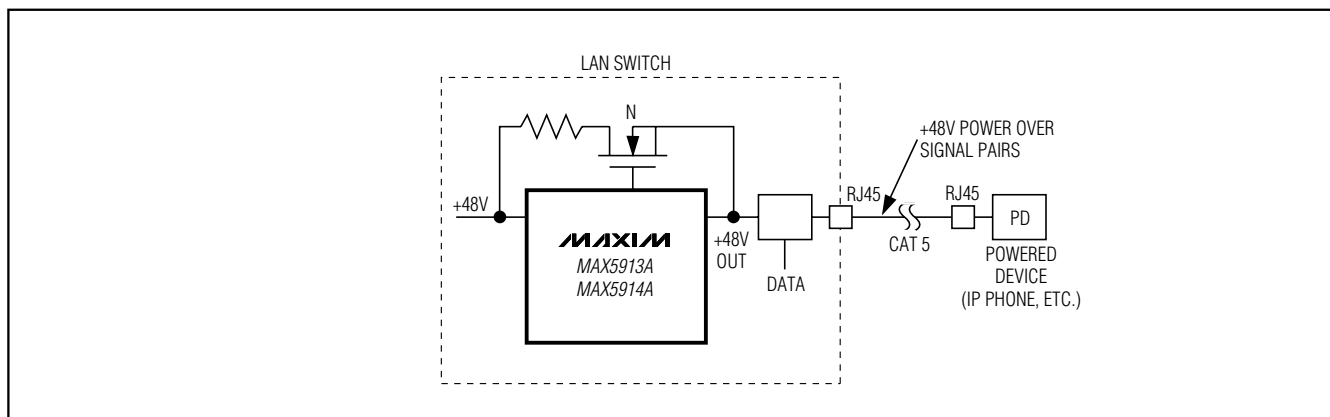 LAN SWITCH
N
+48V POWER OVER
SIGNAL PAIRS
+48V
MAXIM
MAX5913A
MAX5914A
+48V
OUT
DATA
RJ45
CAT 5
RJ45
PD
POWERED
DEVICE
(IP PHONE, ETC.)